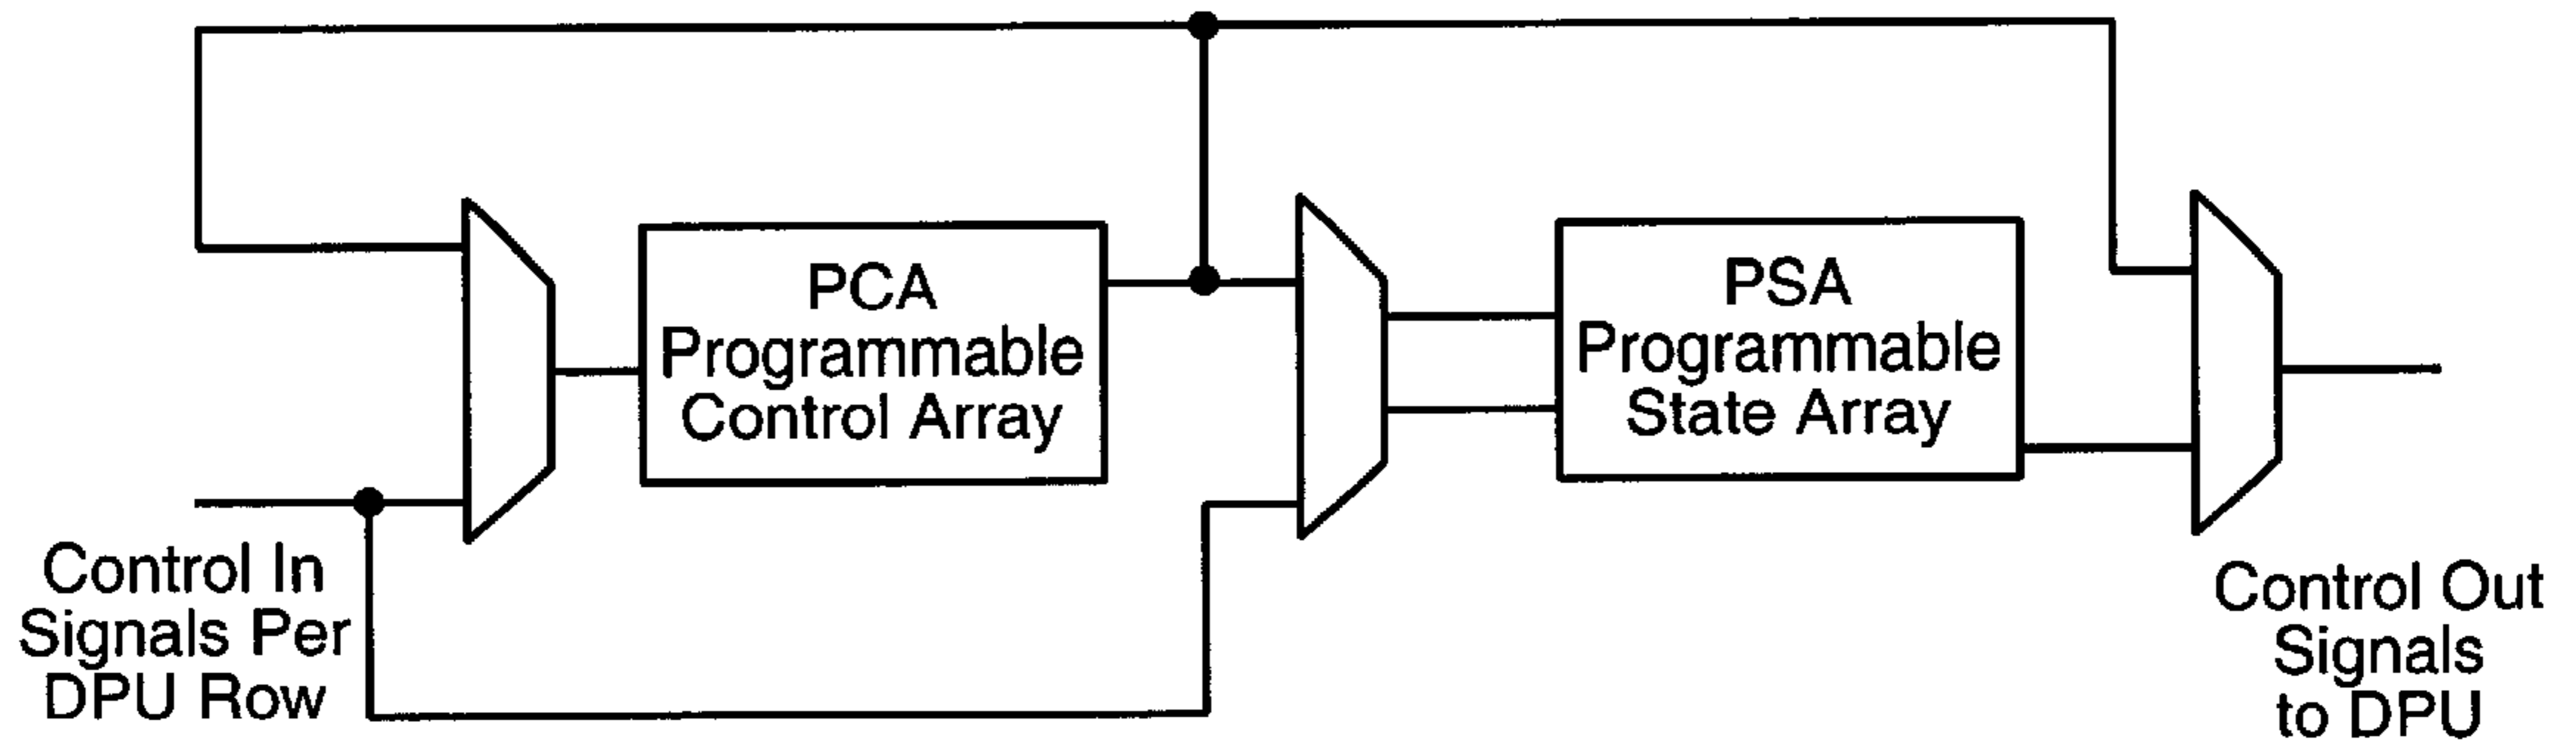 PCA
Programmable
Control Array
PSA
Programmable
State Array
Control In
Signals Per
DPU Row
Control Out
Signals
to DPU